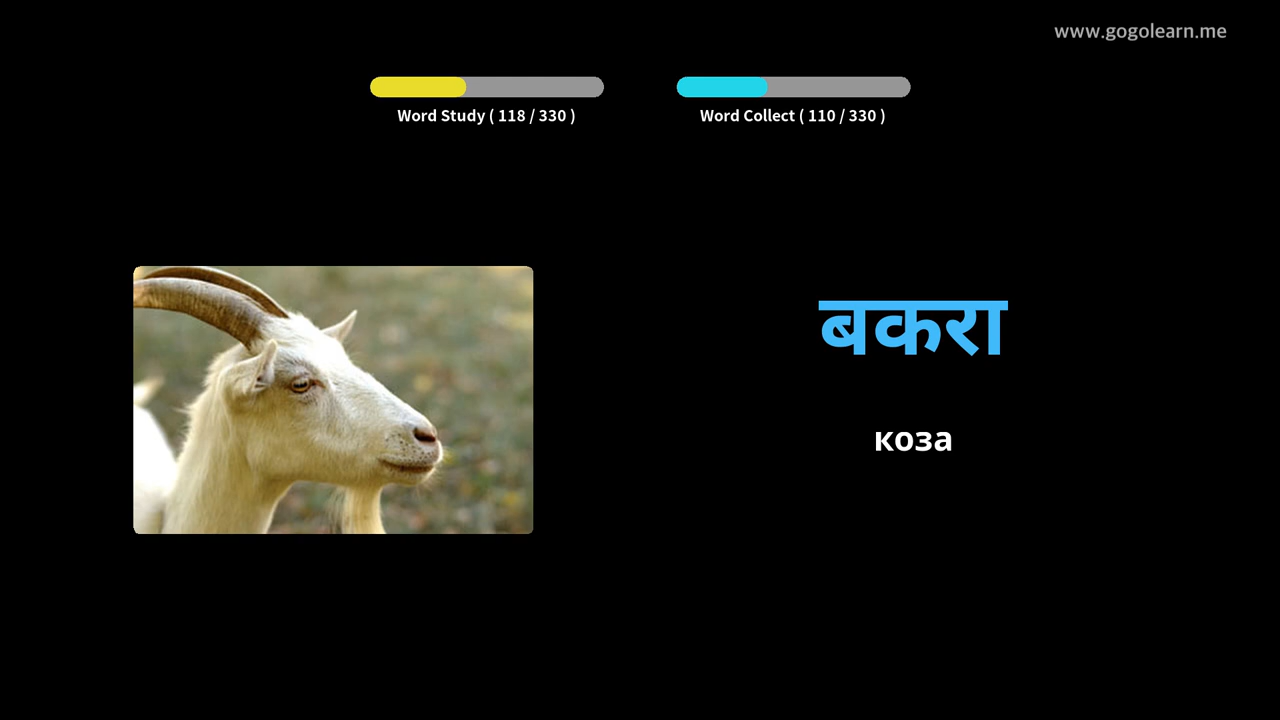 www.gogolearn.me
Word Study ( 118 / 330 )
Word Collect ( 110 / 330 )
बकरा
коза